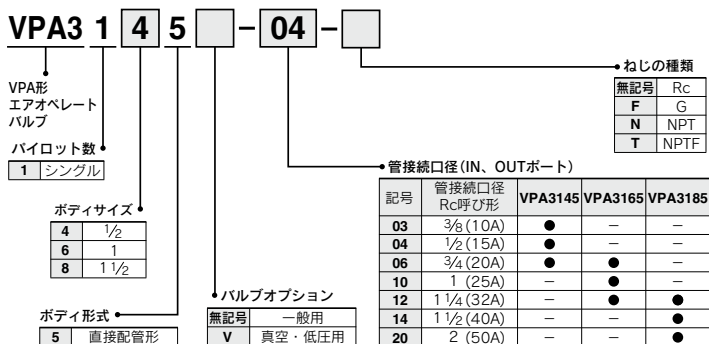 VPA3 1 4 5 □ - 04 - □
VPA形
エアオペレート
バルブ
パイロット数
1 シングル
ボディサイズ
4 1/2
6 1
8 1 1/2
ボディ形式
5 直接配管形
バルブオプション
無記号 一般用
V 真空・低圧用
ねじの種類
無記号 Rc
F G
N NPT
T NPTF
管接続口径(IN、OUTポート)
記号 管接続口径 Rc呼び形 VPA3145 VPA3165 VPA3185
03 3/8(10A) ● − −
04 1/2(15A) ● − −
06 3/4(20A) ● ● −
10 1 (25A) − ● −
12 1 1/4(32A) − ● ●
14 1 1/2(40A) − − ●
20 2 (50A) − − ●